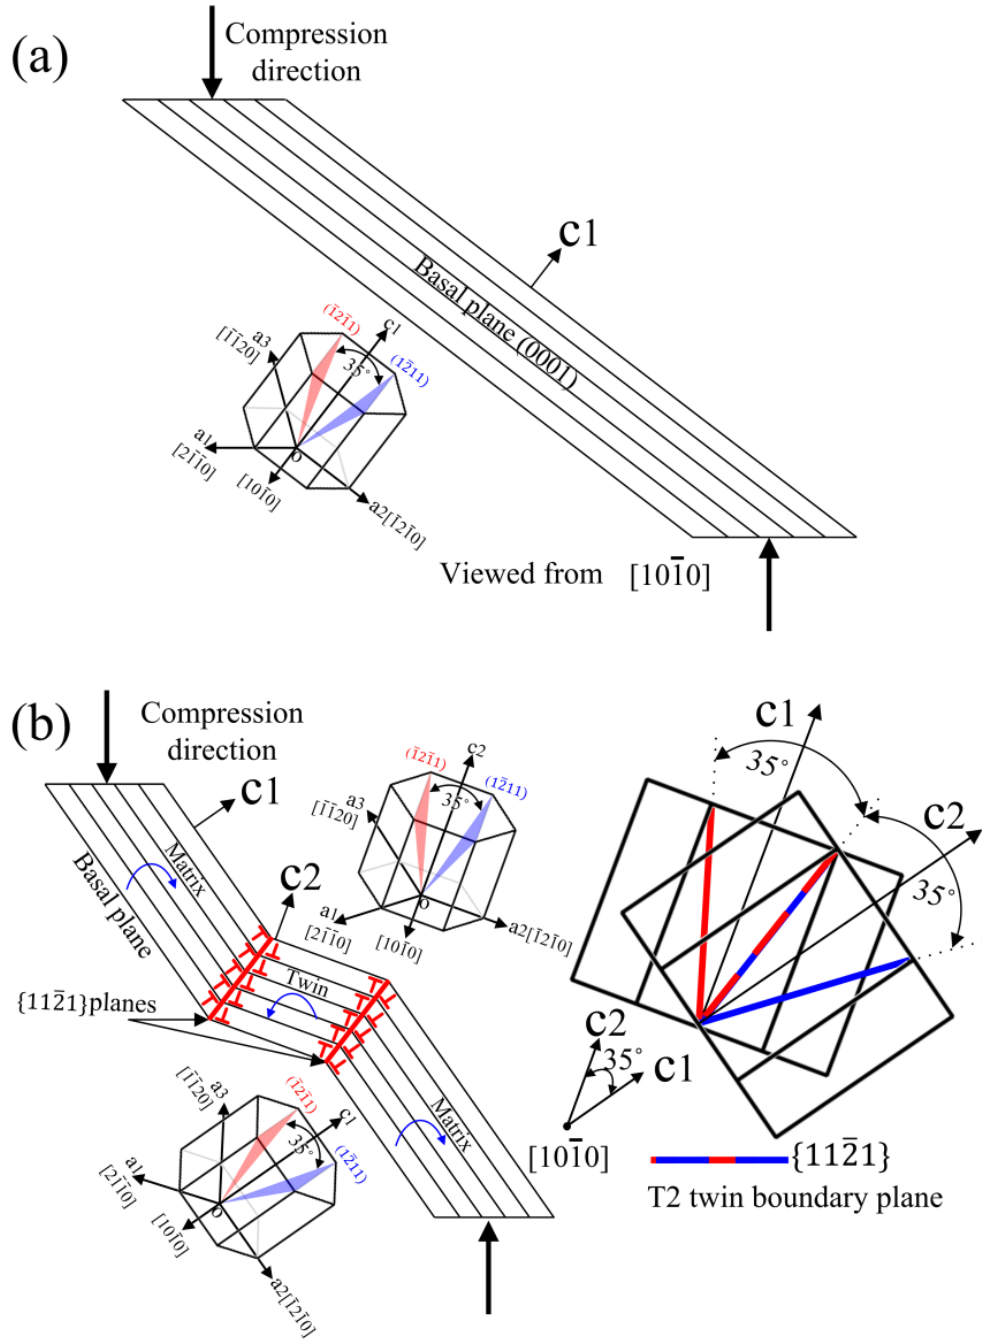 (a)
Compression
direction
c1
Basal plane (0001)
(1̄21̄1)
c1
35°
(12̄11)
a3
[1̄1̄20]
a1
[21̄1̄0]
O
[101̄0]
a2[1̄21̄0]
Viewed from [101̄0]
(b)
Compression
direction
c1
Matrix
Basal plane
c2
Twin
{112̄1}planes
Matrix
(1̄21̄1)
c2
35°
(12̄11)
a3
[1̄1̄20]
a1
[21̄1̄0]
O
[101̄0]
a2[1̄21̄0]
(1̄21̄1)
c1
35°
(12̄11)
a3
[1̄1̄20]
a1
[21̄1̄0]
O
[101̄0]
a2[1̄21̄0]
c1
35°
c2
35°
c2
35°
c1
[101̄0]
{112̄1}
T2 twin boundary plane